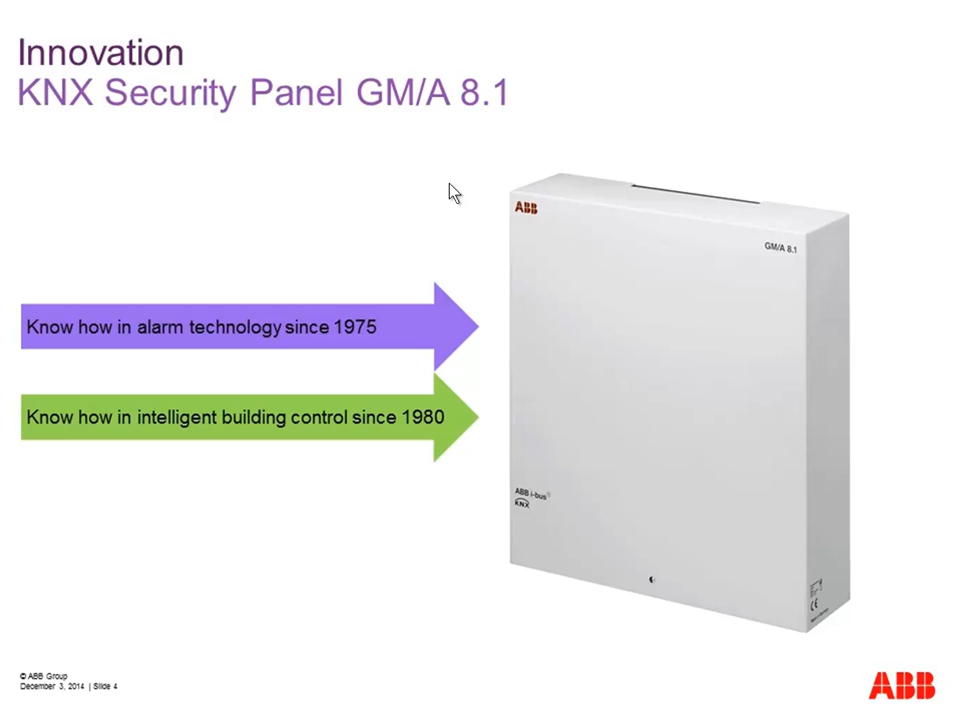 Innovation
KNX Security Panel GM/A 8.1
ABB
GM/A 8.1
Know how in alarm technology since 1975
Know how in intelligent building control since 1980
ABB i-bus®
KNX
CE
© ABB Group
December 3, 2014 | Slide 4
ABB